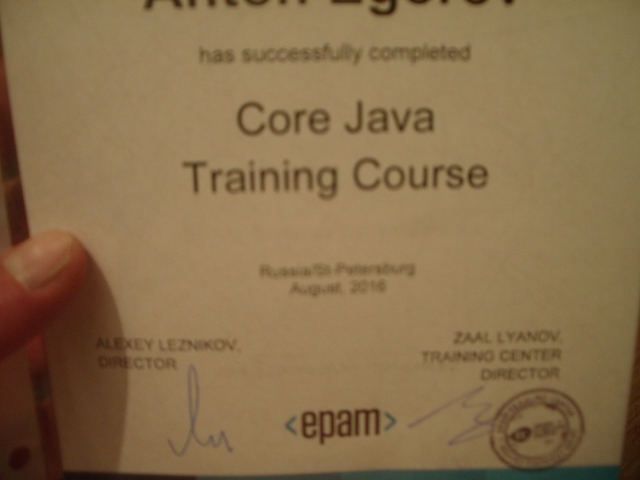 Anton Egorov
has successfully completed
Core Java
Training Course
Russia/St-Petersburg
August, 2016
ALEXEY LEZNIKOV,
DIRECTOR
ZAAL LYANOV,
TRAINING CENTER
DIRECTOR
<epam>